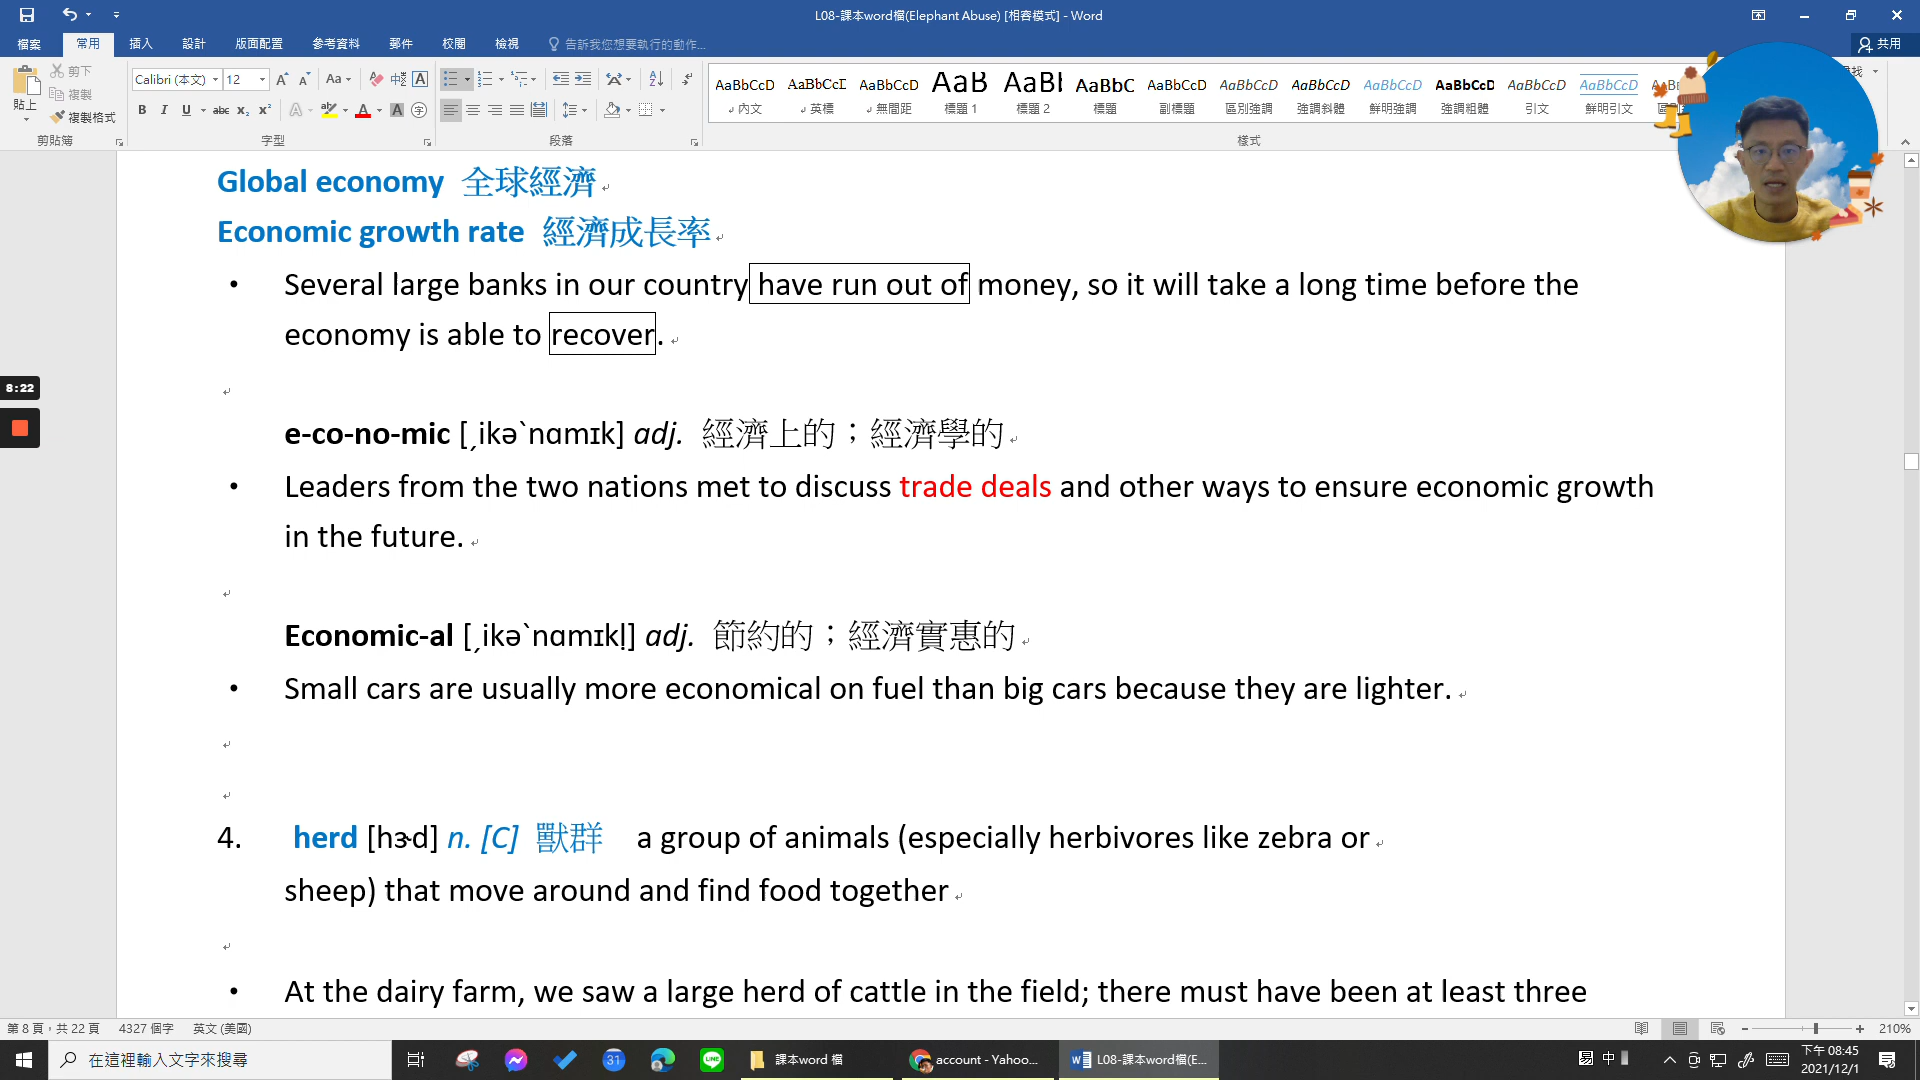 L08-課本word檔(Elephant Abuse) [相容模式] - Word
檔案 常用 插入 設計 版面配置 參考資料 郵件 校閱 檢視 告訴我您想要執行的動作... 共用
剪下
複製
複製格式
貼上
剪貼簿
Calibri (本文) 12
字型
段落
AaBbCcD AaBbCcD AaBbCcD AaB AaBl AaBbC AaBbCcD AaBbCcD AaBbCcD AaBbCcD AaBbCcD AaBbCcD AaBbCcD
內文 英標 無間距 標題 1 標題 2 標題 副標題 區別強調 強調斜體 鮮明強調 強調粗體 引文 鮮明引文
樣式
Global economy 全球經濟
Economic growth rate 經濟成長率
• Several large banks in our country have run out of money, so it will take a long time before the
economy is able to recover.
8:22
e-co-no-mic [ˏikəˋnɑmɪk] adj. 經濟上的；經濟學的
• Leaders from the two nations met to discuss trade deals and other ways to ensure economic growth
in the future.
Economic-al [ˏikəˋnɑmɪkḷ] adj. 節約的；經濟實惠的
• Small cars are usually more economical on fuel than big cars because they are lighter.
4. herd [hɝd] n. [C] 獸群 a group of animals (especially herbivores like zebra or
sheep) that move around and find food together
• At the dairy farm, we saw a large herd of cattle in the field; there must have been at least three
第 8 頁，共 22 頁 4327 個字 英文 (美國) 210%
在這裡輸入文字來搜尋 課本word 檔 account - Yahoo... L08-課本word檔(E... 中 下午 08:45
2021/12/1